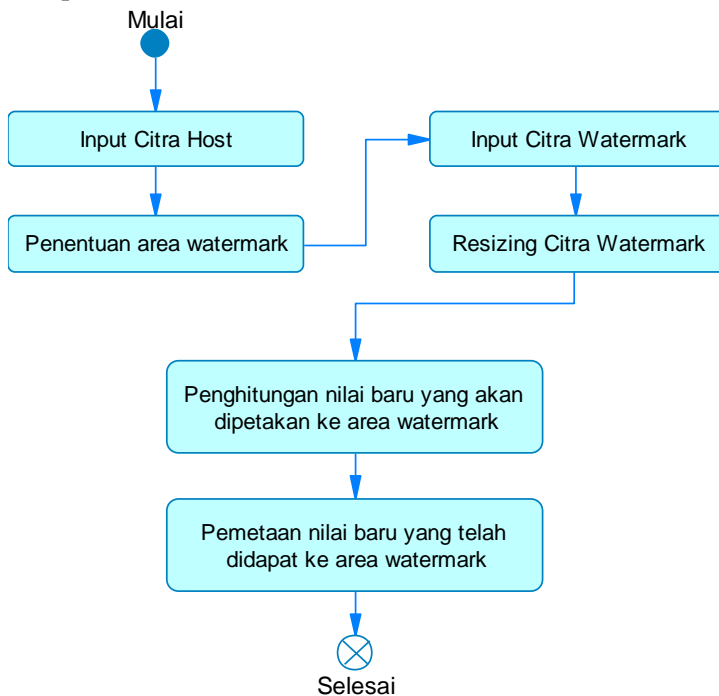 Mulai
Input Citra Host
Input Citra Watermark
Penentuan area watermark
Resizing Citra Watermark
Penghitungan nilai baru yang akan
dipetakan ke area watermark
Pemetaan nilai baru yang telah
didapat ke area watermark
Selesai